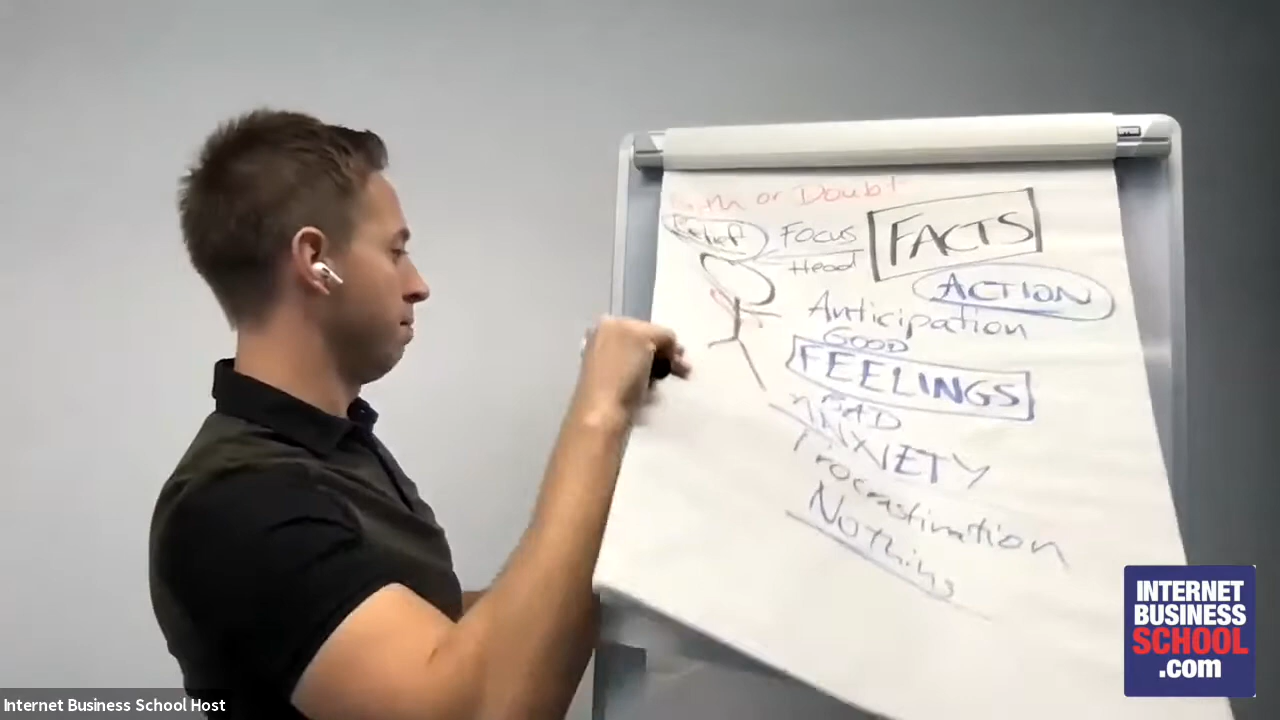 or Doubt
Belief Focus FACTS
Head
ACTION
Anticipation
GOOD
FEELINGS
BAD
ANXIETY
Procrastination
Nothing
INTERNET
BUSINESS
SCHOOL
.com
Internet Business School Host